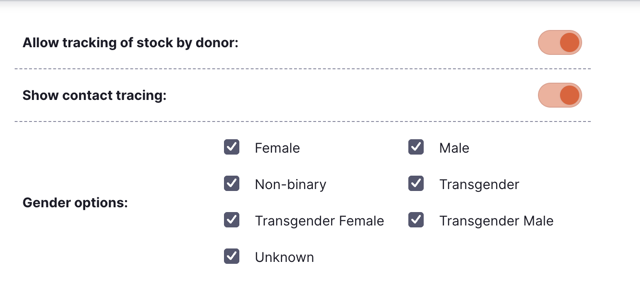 Allow tracking of stock by donor:
Show contact tracing:
Gender options:
Female
Male
Non-binary
Transgender
Transgender Female
Transgender Male
Unknown